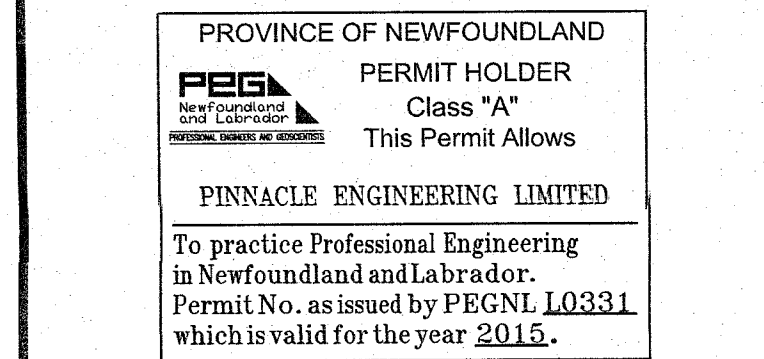 PROVINCE OF NEWFOUNDLAND
PEG
Newfoundland
and Labrador
PROFESSIONAL ENGINEERS AND GEOSCIENTISTS
PERMIT HOLDER
Class "A"
This Permit Allows
PINNACLE ENGINEERING LIMITED
To practice Professional Engineering
in Newfoundland and Labrador.
Permit No. as issued by PEGNL L0331
which is valid for the year 2015.